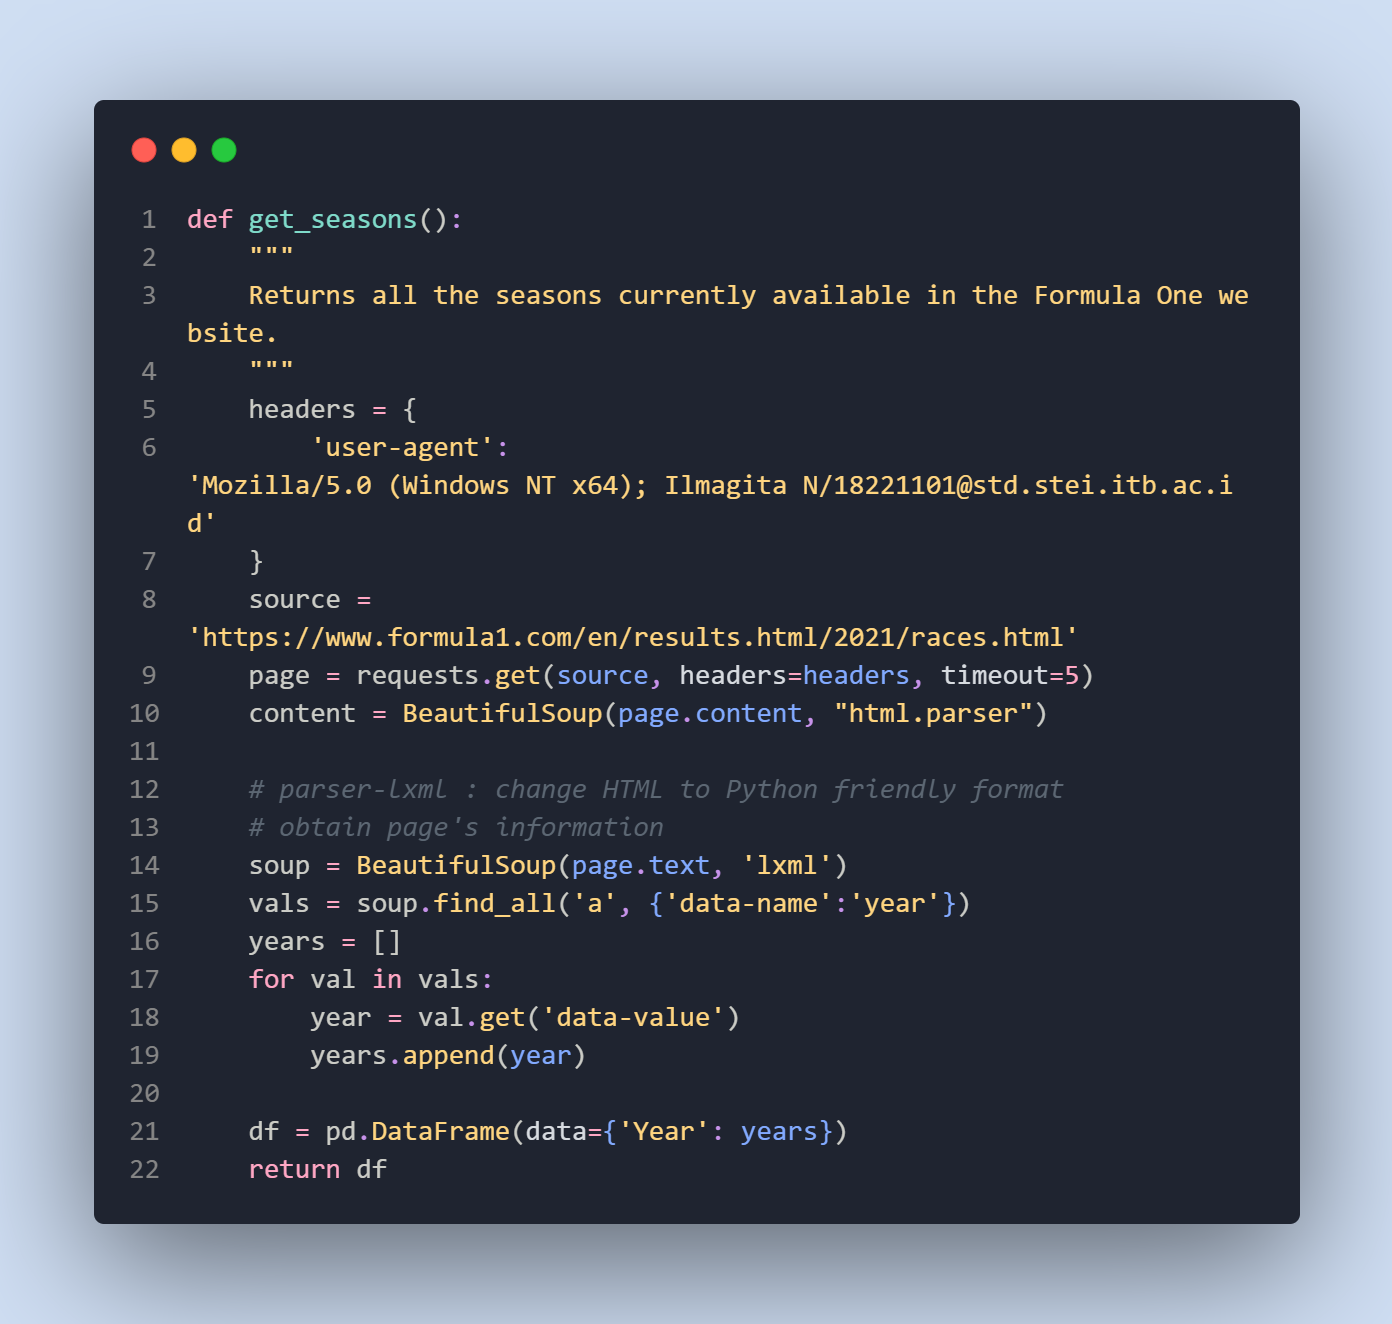 1 def get_seasons():
2     """
3     Returns all the seasons currently available in the Formula One we
bsite.
4     """
5     headers = {
6         'user-agent':
'Mozilla/5.0 (Windows NT x64); Ilmagita N/18221101@std.stei.itb.ac.i
d'
7     }
8     source =
'https://www.formula1.com/en/results.html/2021/races.html'
9     page = requests.get(source, headers=headers, timeout=5)
10     content = BeautifulSoup(page.content, "html.parser")
11
12     # parser-lxml : change HTML to Python friendly format
13     # obtain page's information
14     soup = BeautifulSoup(page.text, 'lxml')
15     vals = soup.find_all('a', {'data-name':'year'})
16     years = []
17     for val in vals:
18         year = val.get('data-value')
19         years.append(year)
20
21     df = pd.DataFrame(data={'Year': years})
22     return df